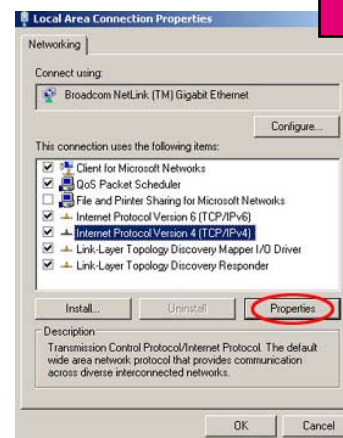 Local Area Connection Properties
Networking
Connect using:
Broadcom NetLink (TM) Gigabit Ethernet
Configure...
This connection uses the following items:
Client for Microsoft Networks
QoS Packet Scheduler
File and Printer Sharing for Microsoft Networks
Internet Protocol Version 6 (TCP/IPv6)
Internet Protocol Version 4 (TCP/IPv4)
Link-Layer Topology Discovery Mapper I/O Driver
Link-Layer Topology Discovery Responder
Install... Uninstall Properties
Description
Transmission Control Protocol/Internet Protocol. The default
wide area network protocol that provides communication
across diverse interconnected networks.
OK Cancel